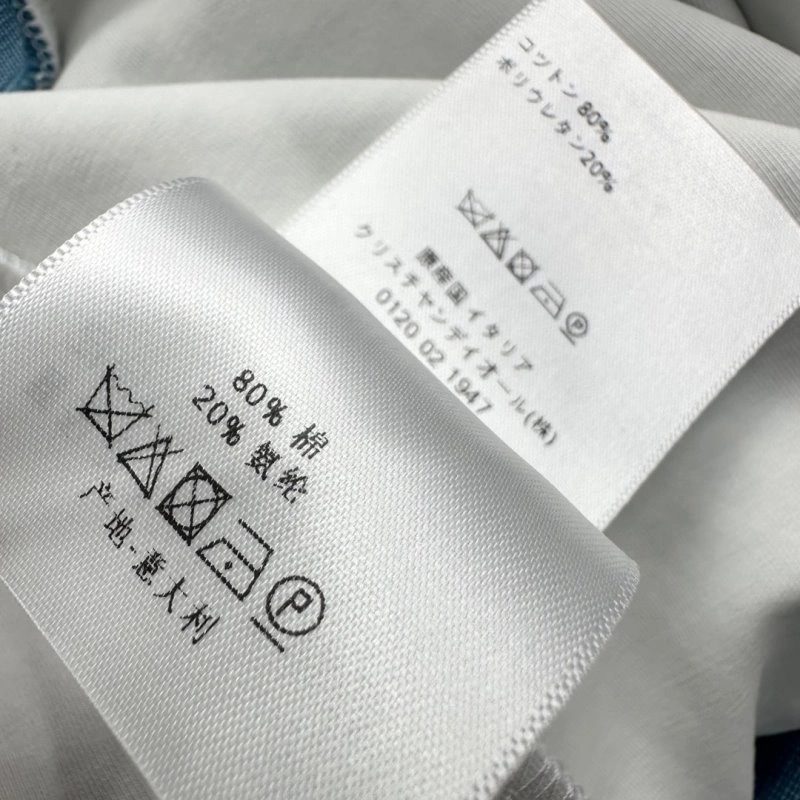 コットン 80%
ポリウレタン20%
原産国 イタリア
クリスチャンディオール(株)
0120 02 1947
80% 棉
20% 氨纶
P
产地-意大利